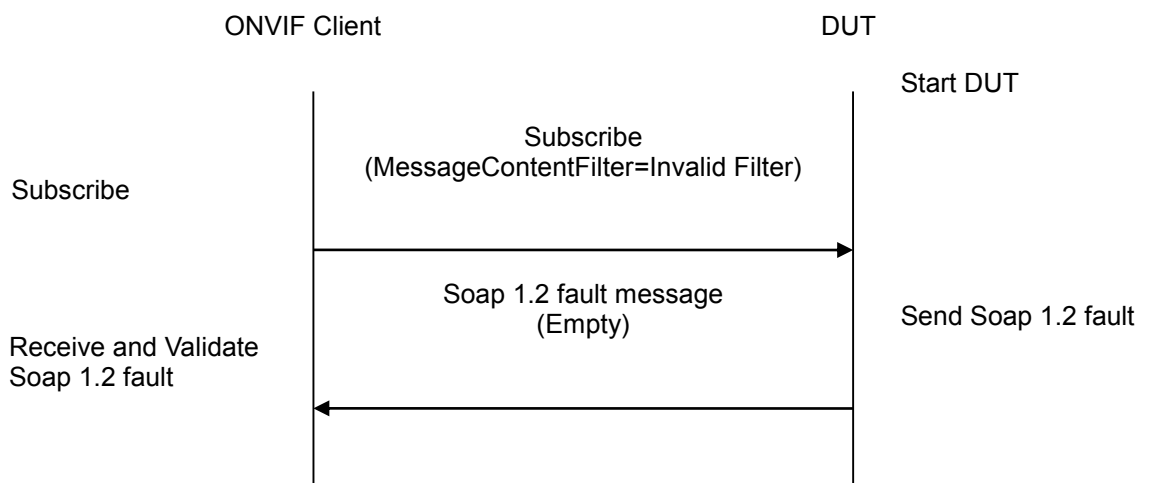 ONVIF Client
DUT
Start DUT
Subscribe
(MessageContentFilter=Invalid Filter)
Subscribe
Soap 1.2 fault message
(Empty)
Send Soap 1.2 fault
Receive and Validate
Soap 1.2 fault